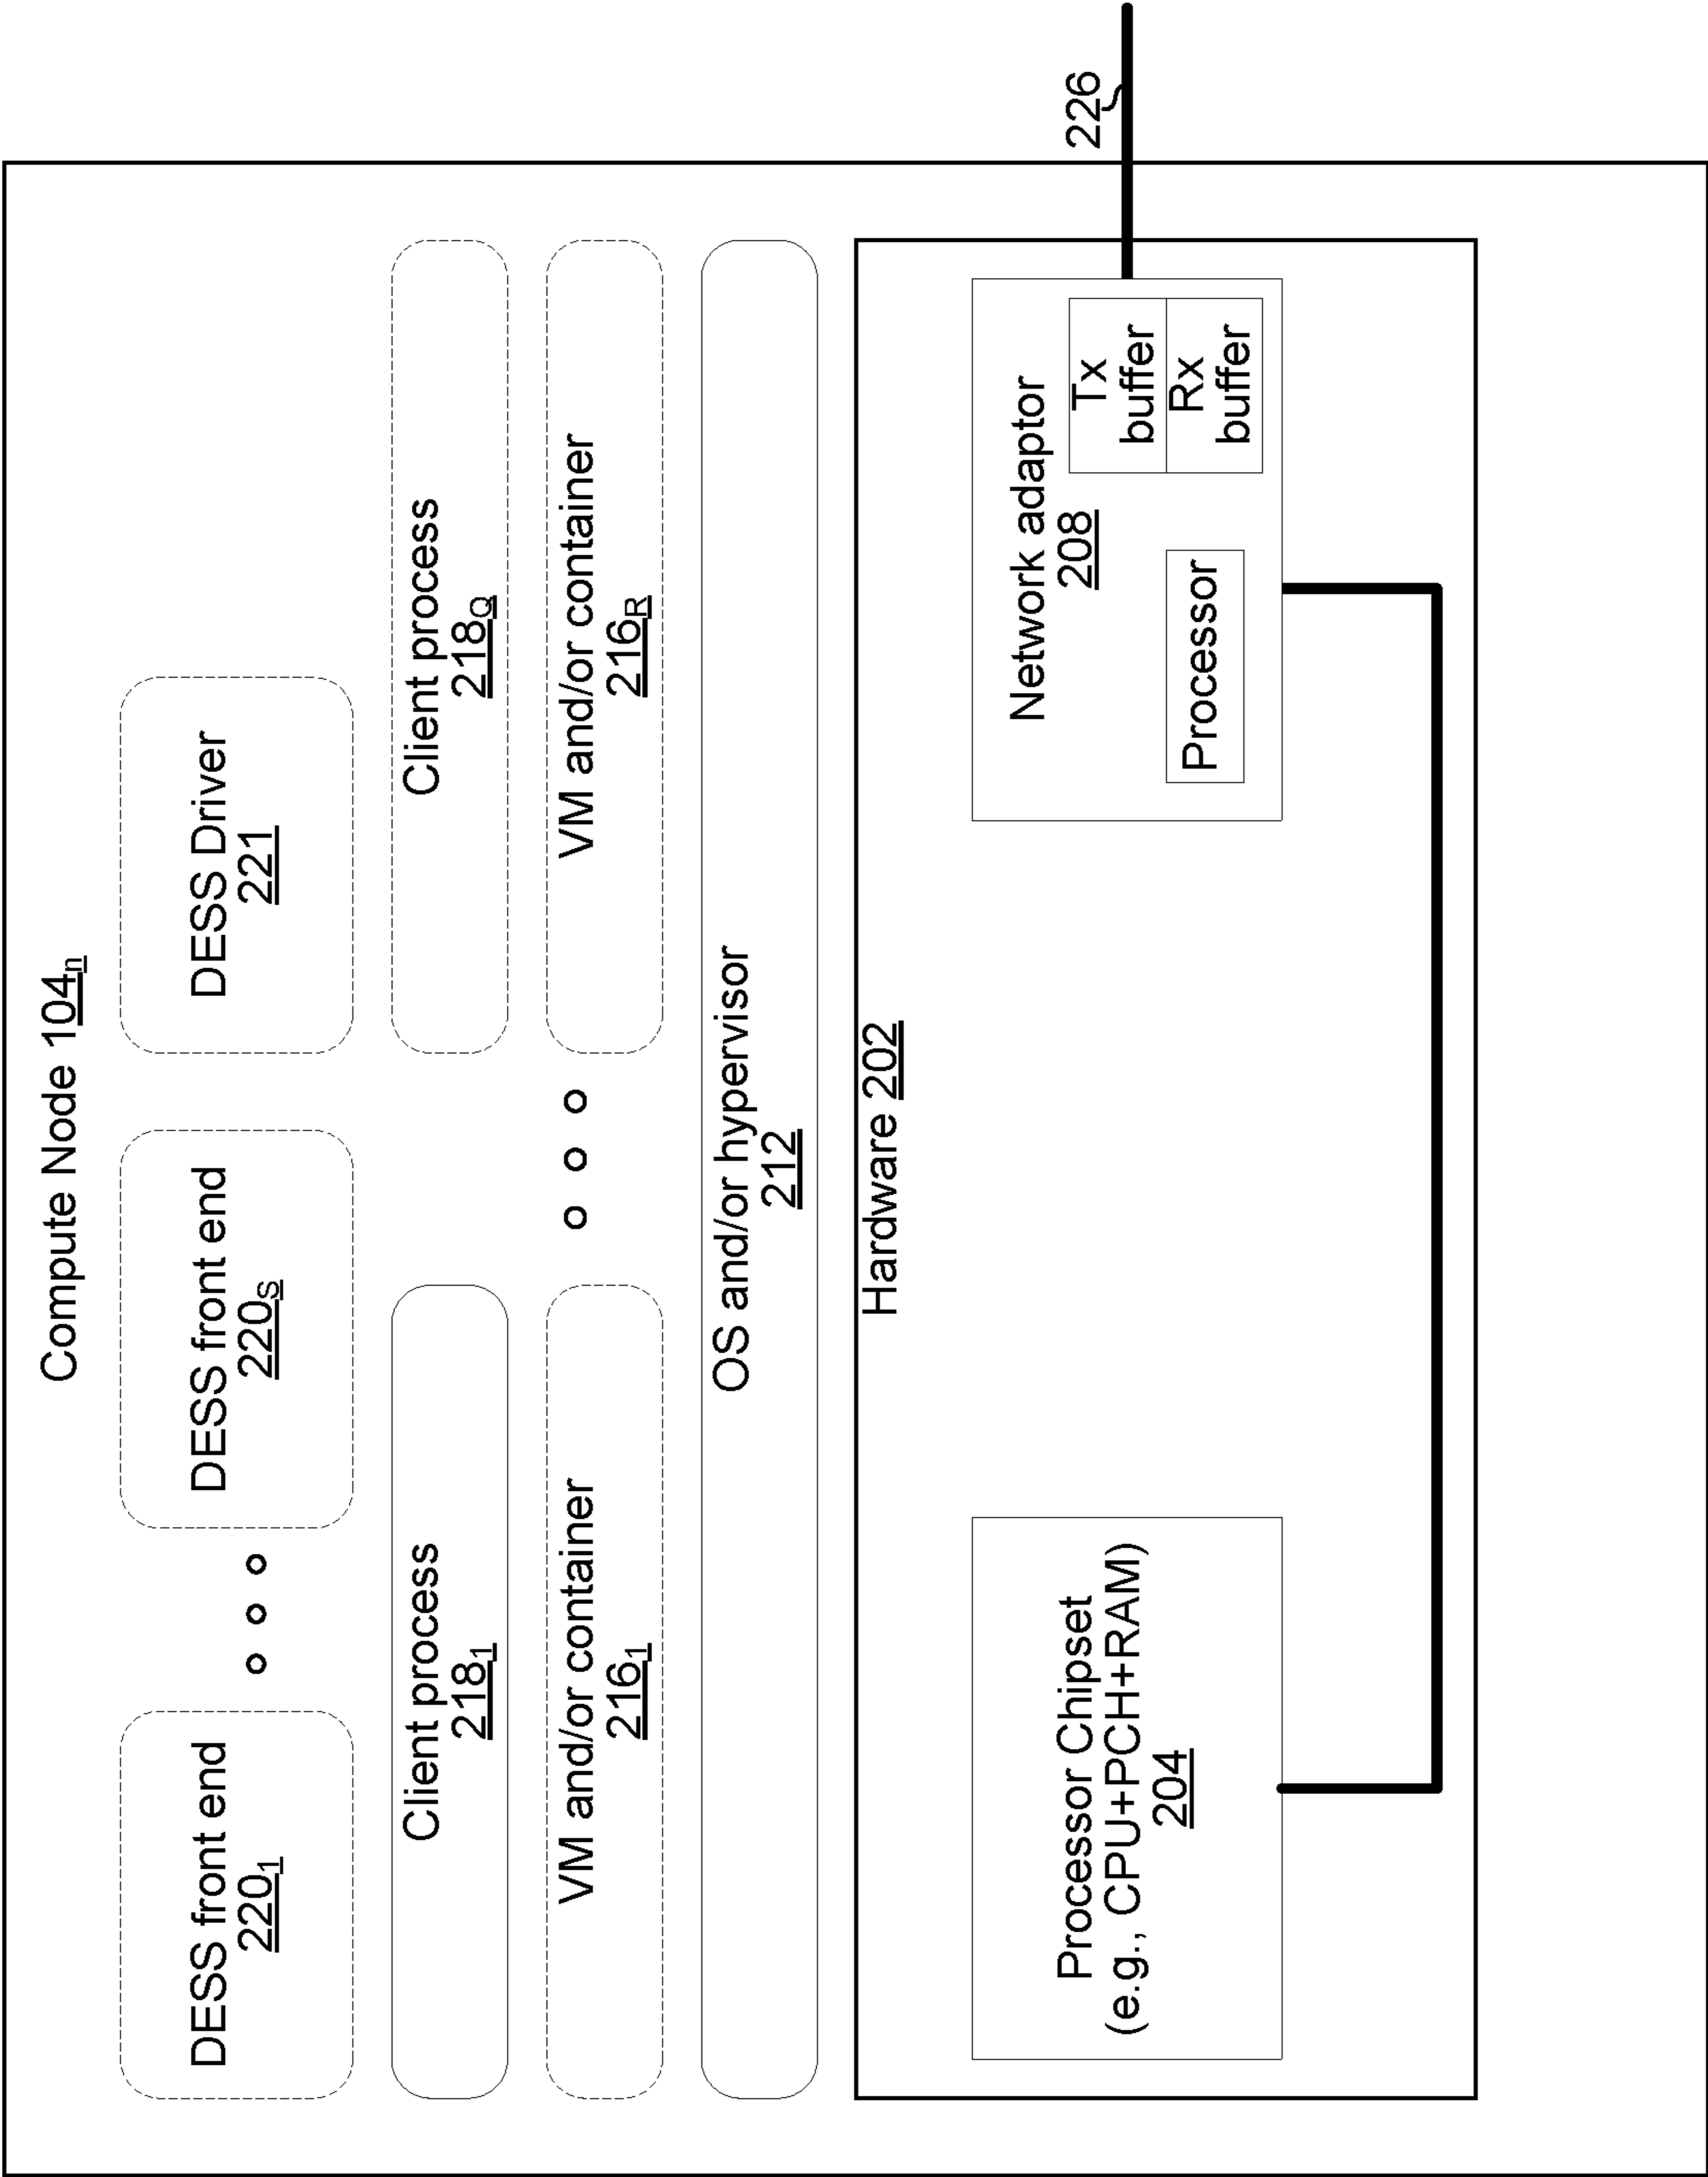 Compute Node 104n
DESS front end
220₁
DESS front end
220S
DESS Driver
221
Client process
218₁
Client process
218Q
VM and/or container
216₁
VM and/or container
216R
OS and/or hypervisor
212
Hardware 202
Processor Chipset
(e.g., CPU+PCH+RAM)
204
Network adaptor
208
Processor
Tx
buffer
Rx
buffer
226